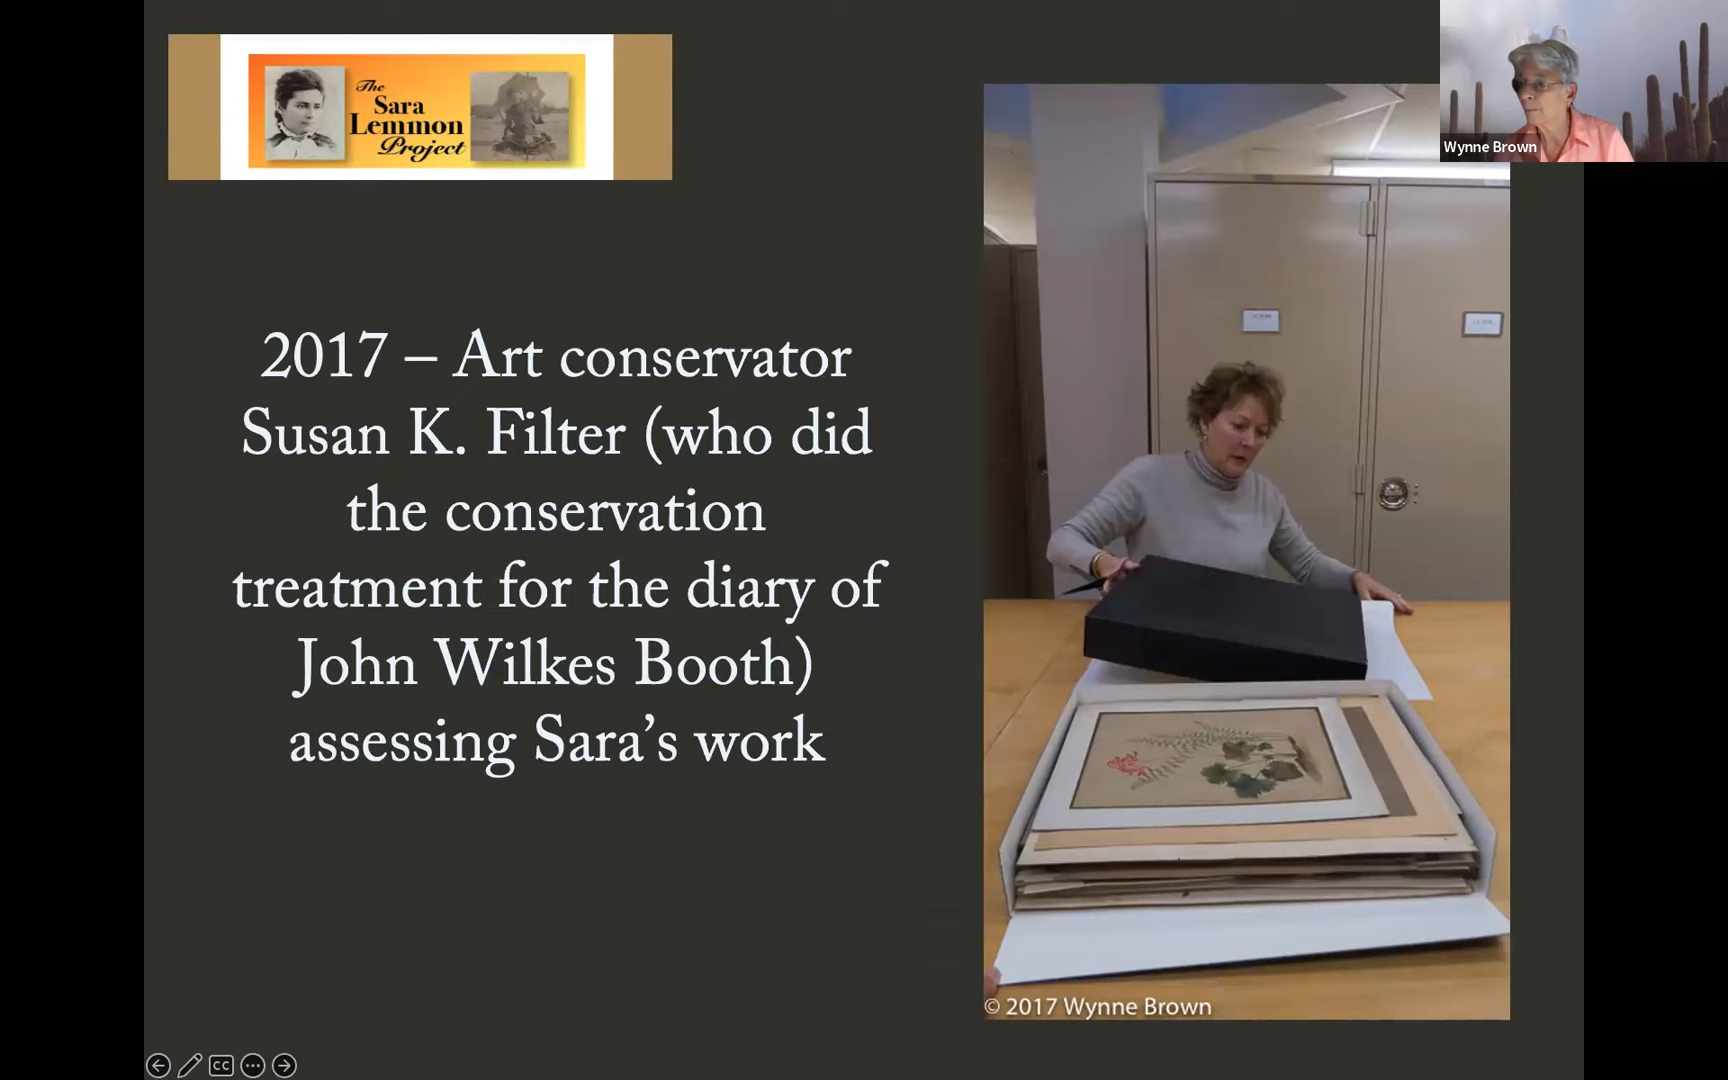 The
Sara
Lemmon
Project
Wynne Brown
2017 – Art conservator
Susan K. Filter (who did
the conservation
treatment for the diary of
John Wilkes Booth)
assessing Sara’s work
© 2017 Wynne Brown
CC